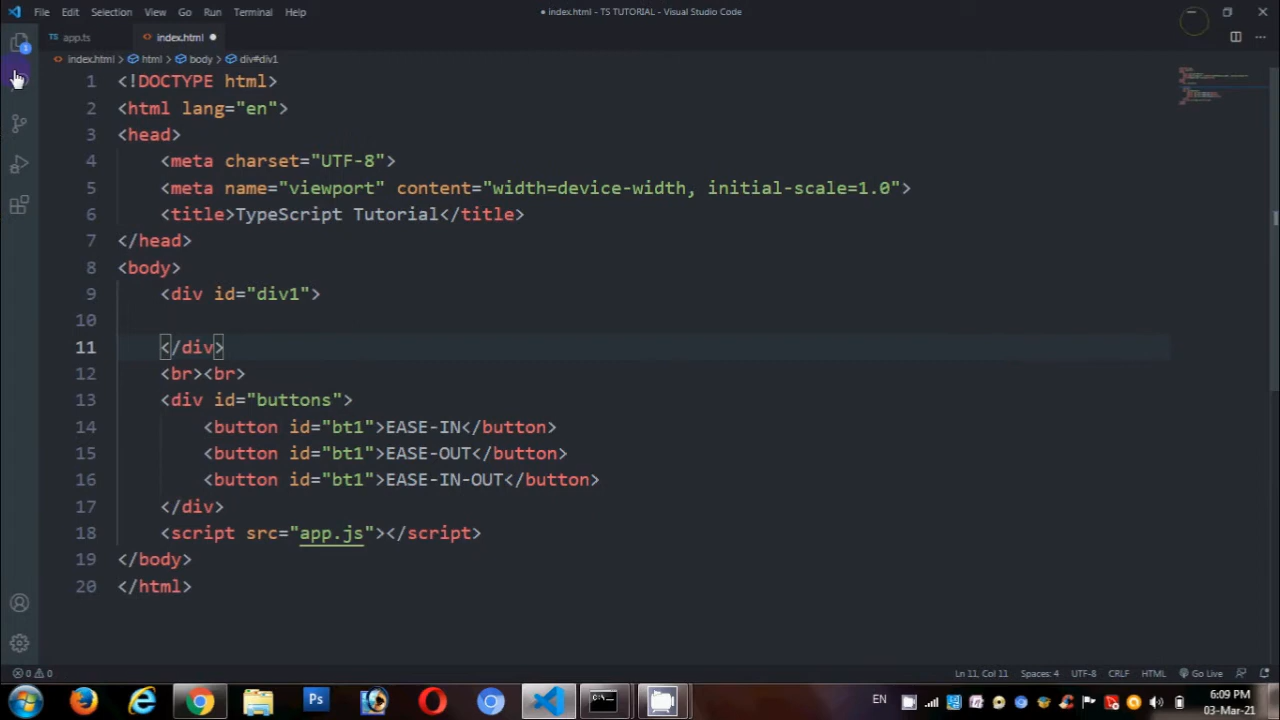 File Edit Selection View Go Run Terminal Help
● index.html - TS TUTORIAL - Visual Studio Code
TS app.ts
index.html ●
index.html > html > body > div#div1
1 <!DOCTYPE html>
2 <html lang="en">
3 <head>
4 <meta charset="UTF-8">
5 <meta name="viewport" content="width=device-width, initial-scale=1.0">
6 <title>TypeScript Tutorial</title>
7 </head>
8 <body>
9 <div id="div1">
10
11 </div>
12 <br><br>
13 <div id="buttons">
14 <button id="bt1">EASE-IN</button>
15 <button id="bt1">EASE-OUT</button>
16 <button id="bt1">EASE-IN-OUT</button>
17 </div>
18 <script src="app.js"></script>
19 </body>
20 </html>
1
0 0
Ln 11, Col 11 Spaces: 4 UTF-8 CRLF HTML Go Live
Ps
EN
6:09 PM
03-Mar-21